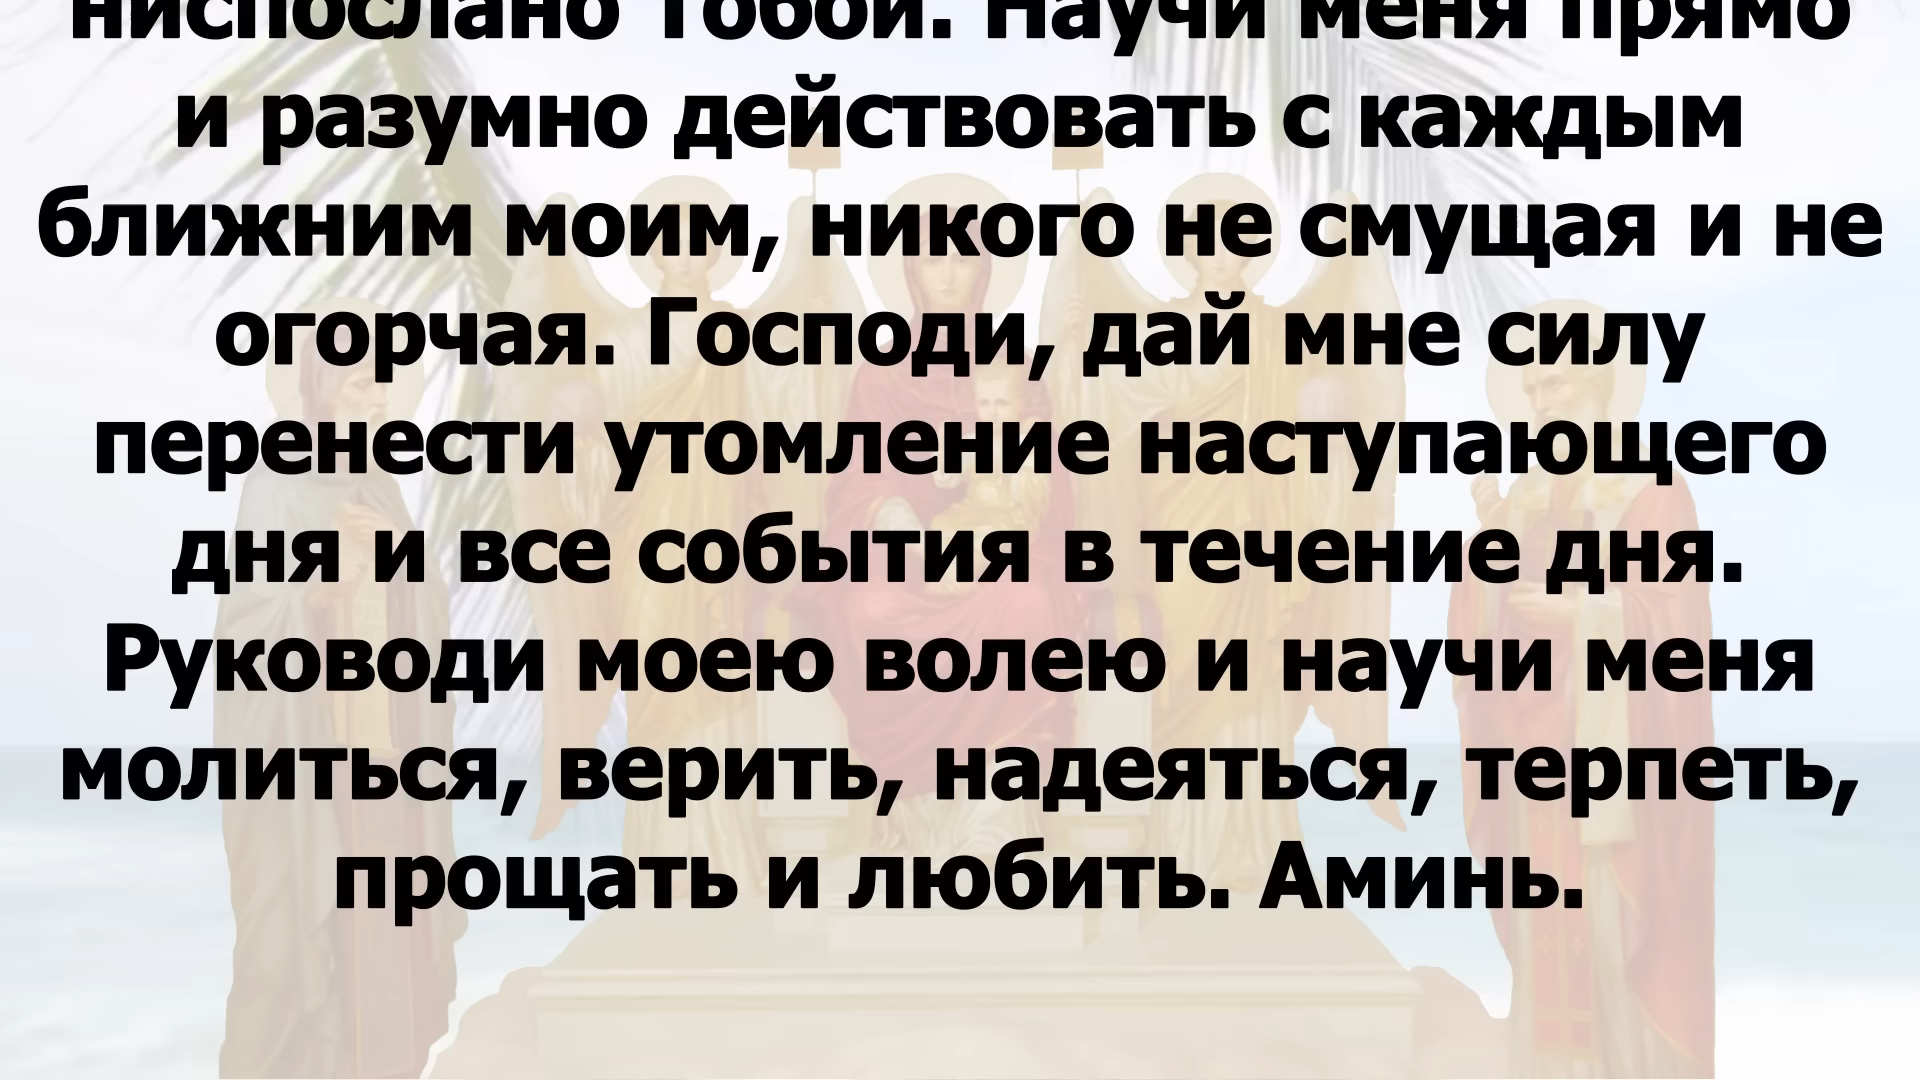 ниспослано Тобой. Научи меня прямо
и разумно действовать с каждым
ближним моим, никого не смущая и не
огорчая. Господи, дай мне силу
перенести утомление наступающего
дня и все события в течение дня.
Руководи моею волею и научи меня
молиться, верить, надеяться, терпеть,
прощать и любить. Аминь.